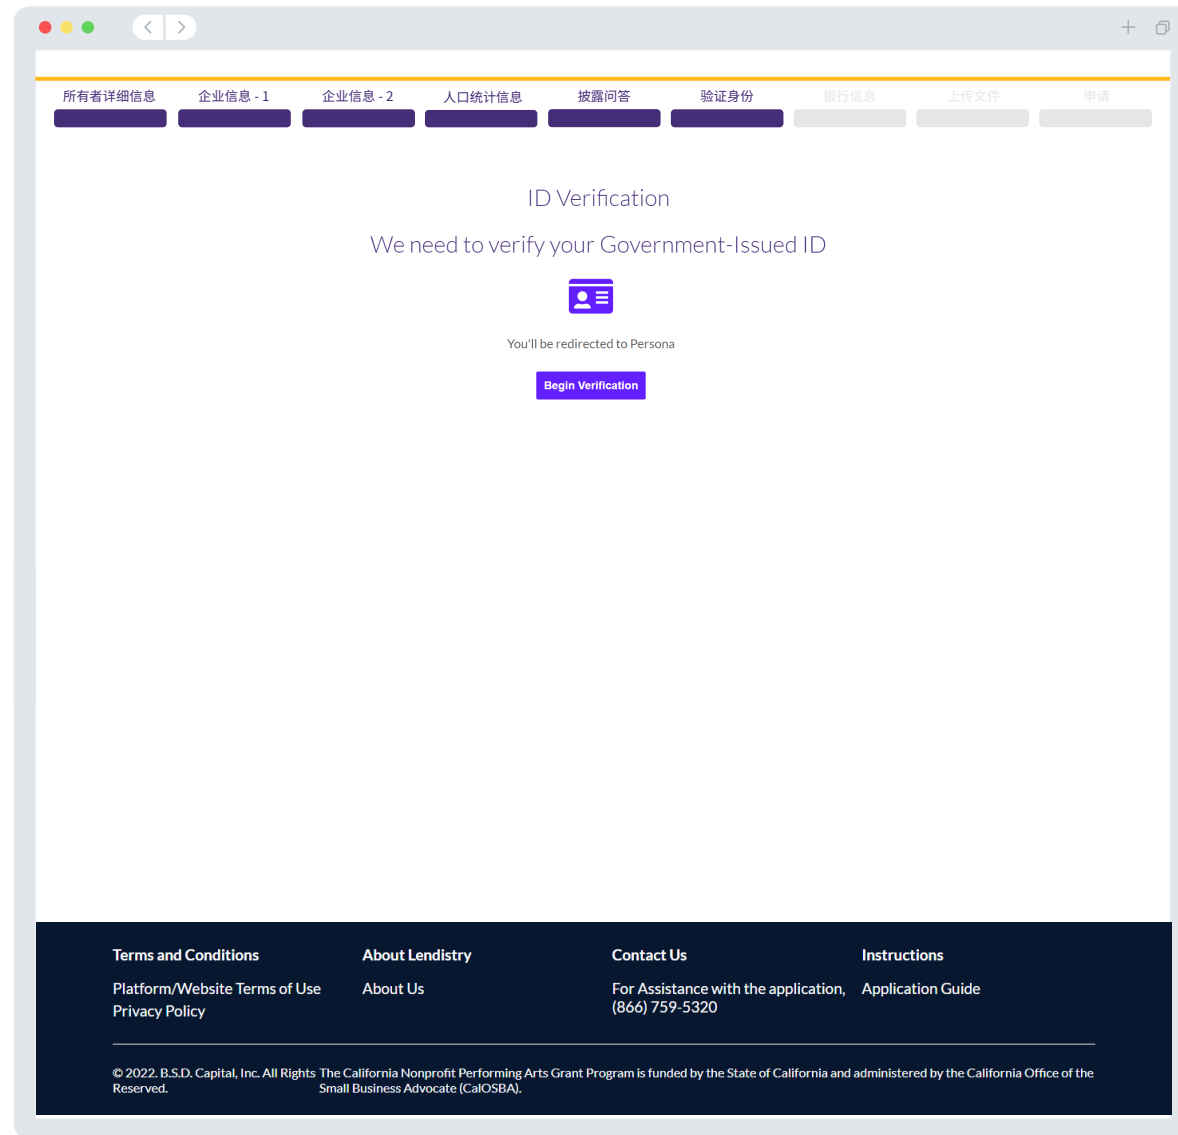 所有者详细信息 企业信息 - 1 企业信息 - 2 人口统计信息 披露问答 验证身份 银行信息 上传文件 申请
ID Verification
We need to verify your Government-Issued ID
You'll be redirected to Persona
Begin Verification
Terms and Conditions
Platform/Website Terms of Use
Privacy Policy
About Lendistry
About Us
Contact Us
For Assistance with the application,
(866) 759-5320
Instructions
Application Guide
© 2022. B.S.D. Capital, Inc. All Rights
Reserved.
The California Nonprofit Performing Arts Grant Program is funded by the State of California and administered by the California Office of the
Small Business Advocate (CalOSBA).